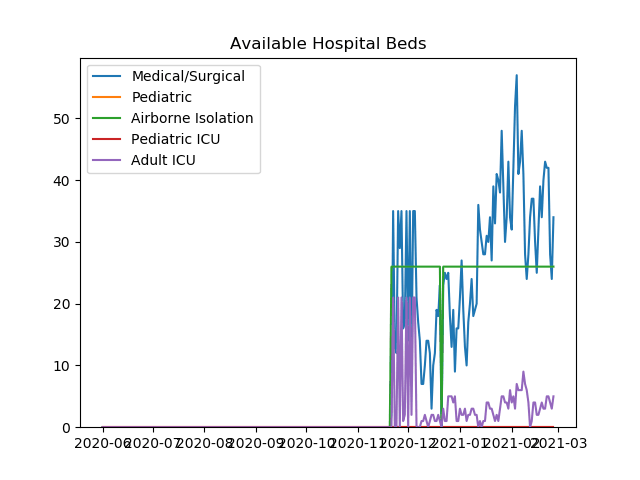 Available Hospital Beds
Medical/Surgical
Pediatric
Airborne Isolation
Pediatric ICU
Adult ICU
50
40
30
20
10
0
2020-06 2020-07 2020-08 2020-09 2020-10 2020-11 2020-12 2021-01 2021-02 2021-03